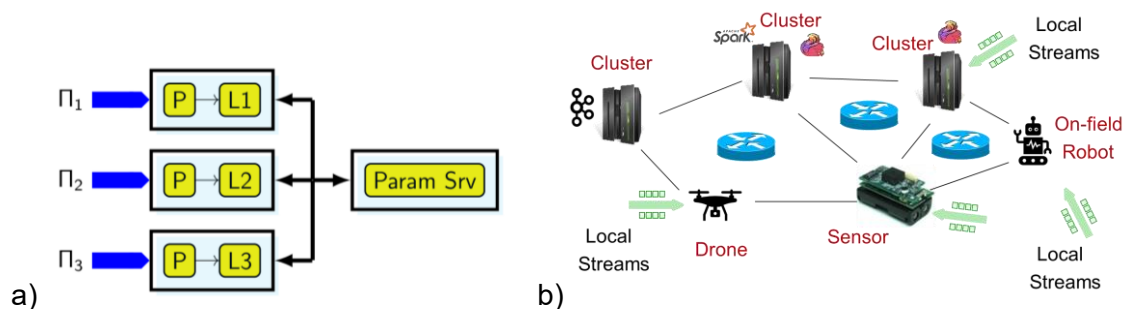 Π₁
P
L1
Π₂
P
L2
Param Srv
Π₃
P
L3
a)
Cluster
Spark
Cluster
Cluster
Local
Streams
On-field
Robot
Local
Streams
Drone
Sensor
Local
Streams
b)